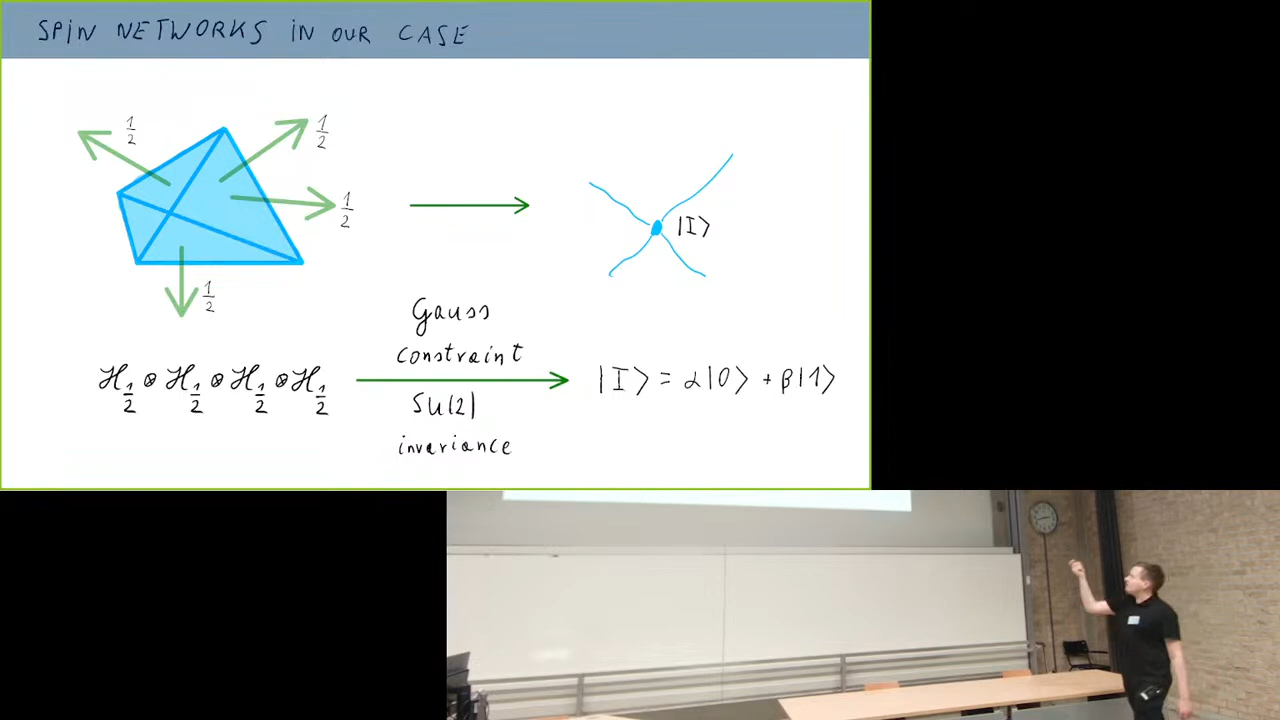 SPIN NETWORKS IN OUR CASE
1/2
1/2
1/2
1/2
|I⟩
Gauss
constraint
ℋ_{1/2} ⊗ ℋ_{1/2} ⊗ ℋ_{1/2} ⊗ ℋ_{1/2}
|I⟩ = α|0⟩ + β|1⟩
SU(2)
invariance